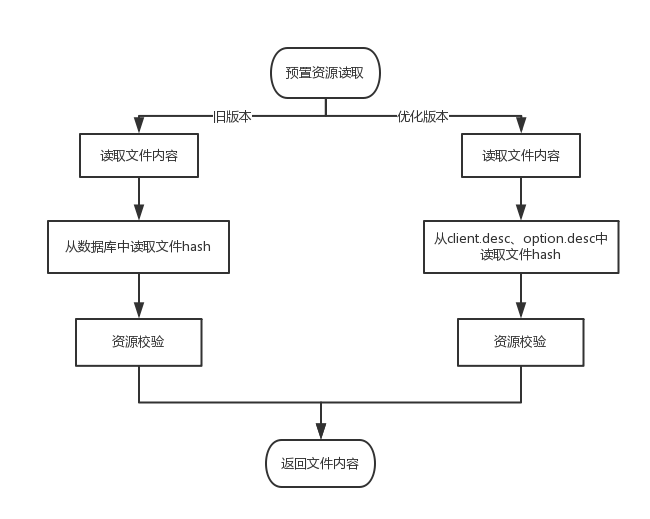 预置资源读取
旧版本
优化版本
读取文件内容
读取文件内容
从数据库中读取文件hash
从client.desc、option.desc中
读取文件hash
资源校验
资源校验
返回文件内容